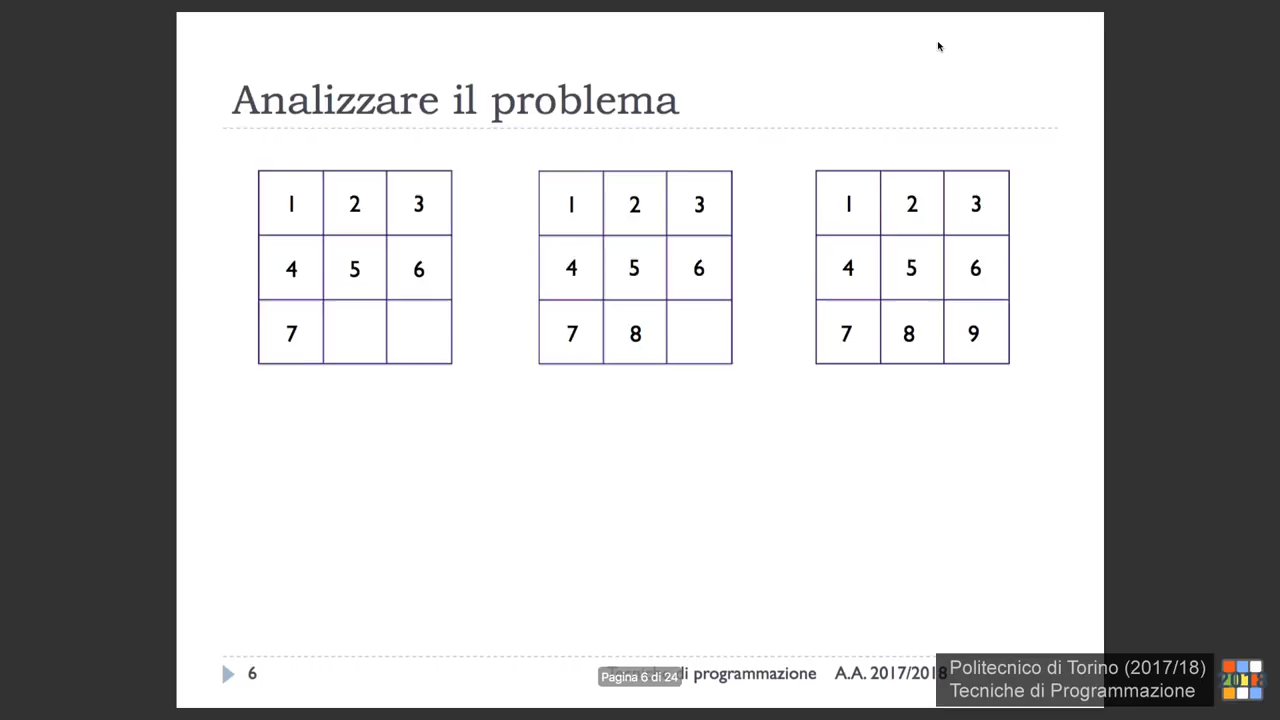 Analizzare il problema
1 2 3
4 5 6
7
1 2 3
4 5 6
7 8
1 2 3
4 5 6
7 8 9
6
di programmazione
A.A. 2017/2018
Pagina 6 di 24
Politecnico di Torino (2017/18)
Tecniche di Programmazione
2018